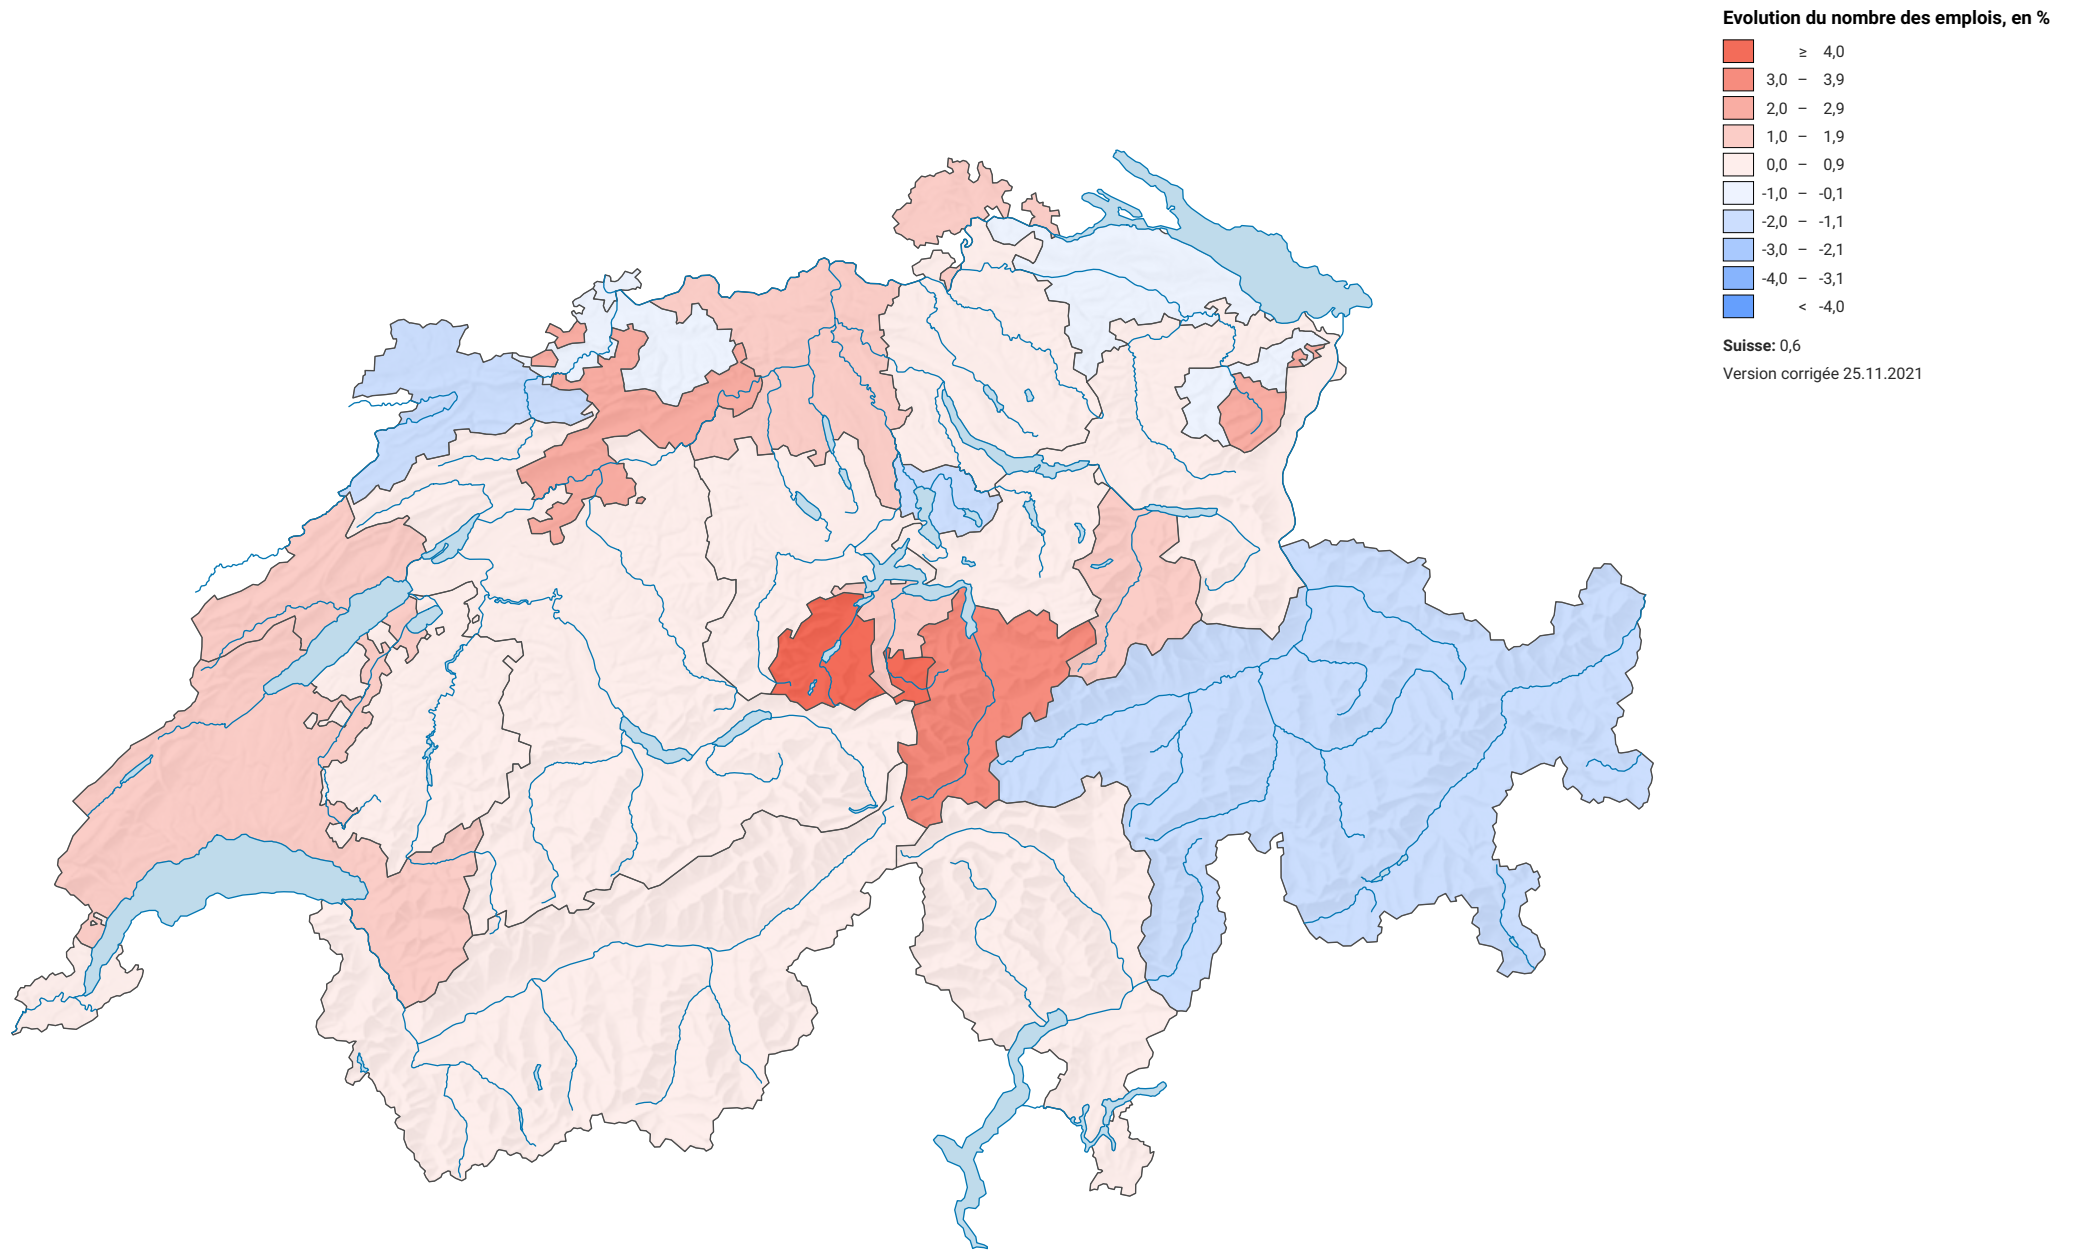 Evolution du nombre des emplois, en %
≥ 4,0
3,0 – 3,9
2,0 – 2,9
1,0 – 1,9
0,0 – 0,9
-1,0 – -0,1
-2,0 – -1,1
-3,0 – -2,1
-4,0 – -3,1
< -4,0
Suisse: 0,6
Version corrigée 25.11.2021